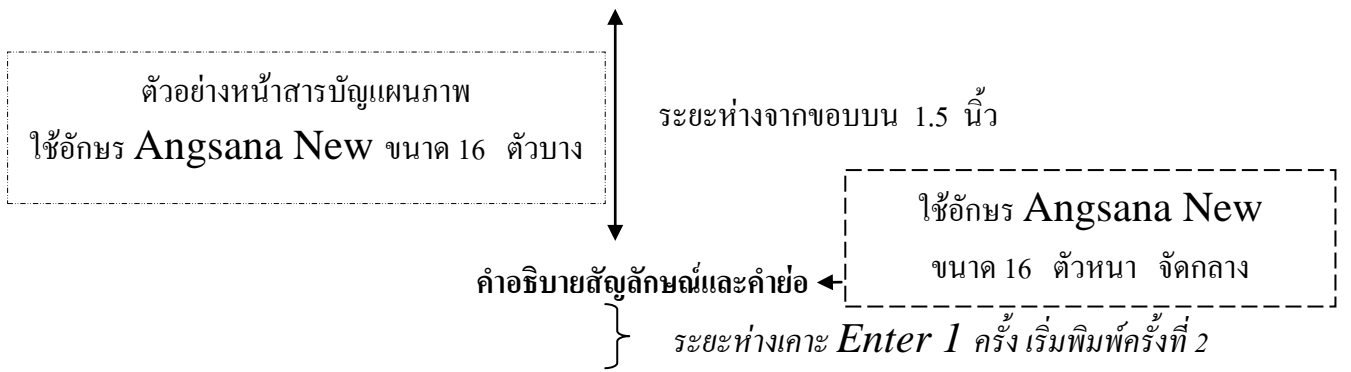 ตัวอย่างหน้าสารบัญแผนภาพ
ใช้อักษร Angsana New ขนาด 16 ตัวบาง
ระยะห่างจากขอบบน 1.5 นิ้ว
ใช้อักษร Angsana New
ขนาด 16 ตัวหนา จัดกลาง
คำอธิบายสัญลักษณ์และคำย่อ
ระยะห่างเคาะ Enter 1 ครั้ง เริ่มพิมพ์ครั้งที่ 2